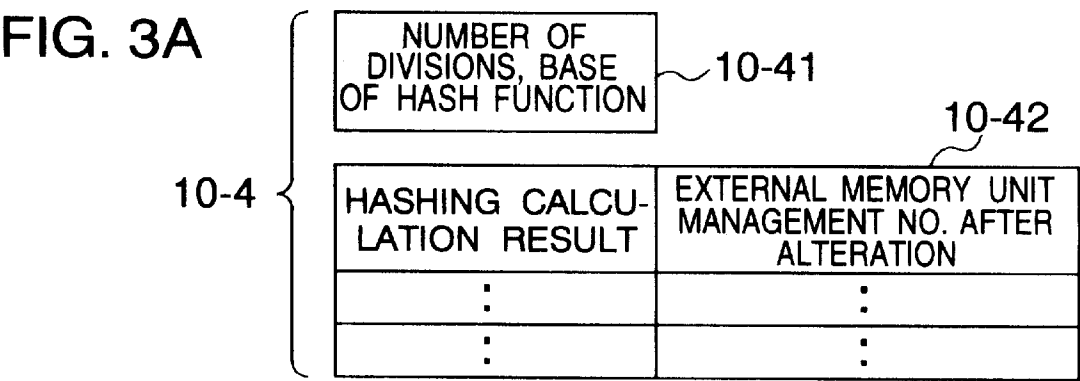 FIG. 3A
NUMBER OF
DIVISIONS, BASE
OF HASH FUNCTION
10-41
10-42
10-4
HASHING CALCU-
LATION RESULT
EXTERNAL MEMORY UNIT
MANAGEMENT NO. AFTER
ALTERATION
:
:
:
: